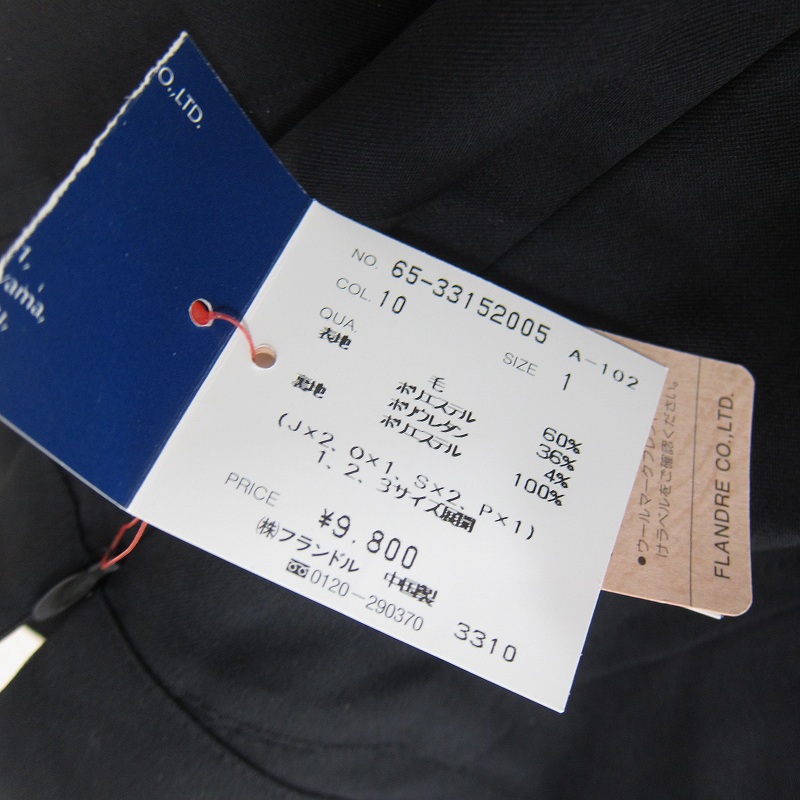 O.,LTD.
1,
yama,
NO. 65-33152005 A-102
COL. 10 SIZE 1
QUA.
表地 毛 60%
ポリエステル 36%
ポリウレタン 4%
裏地 ポリエステル 100%
(J×2、O×1、S×2、P×1)
1、2、3サイズ展開
PRICE ¥9,800
㈱フランドル 中国製
0120-290370 3310
●ウールマークブレン
けラベルをご確認ください。
FLANDRE CO.,LTD.